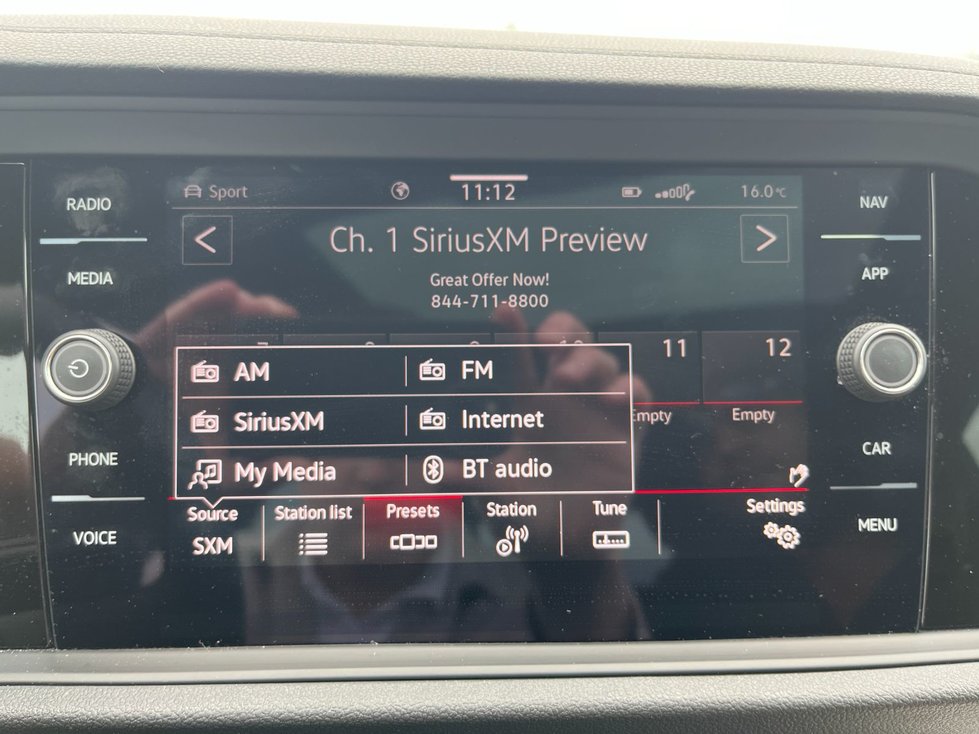 RADIO
MEDIA
PHONE
VOICE
Sport
11:12
16.0°C
Ch. 1 SiriusXM Preview
Great Offer Now!
844-711-8800
11
12
Empty
Empty
AM
FM
SiriusXM
Internet
My Media
BT audio
Source
SXM
Station list
Presets
Station
Tune
Settings
NAV
APP
CAR
MENU